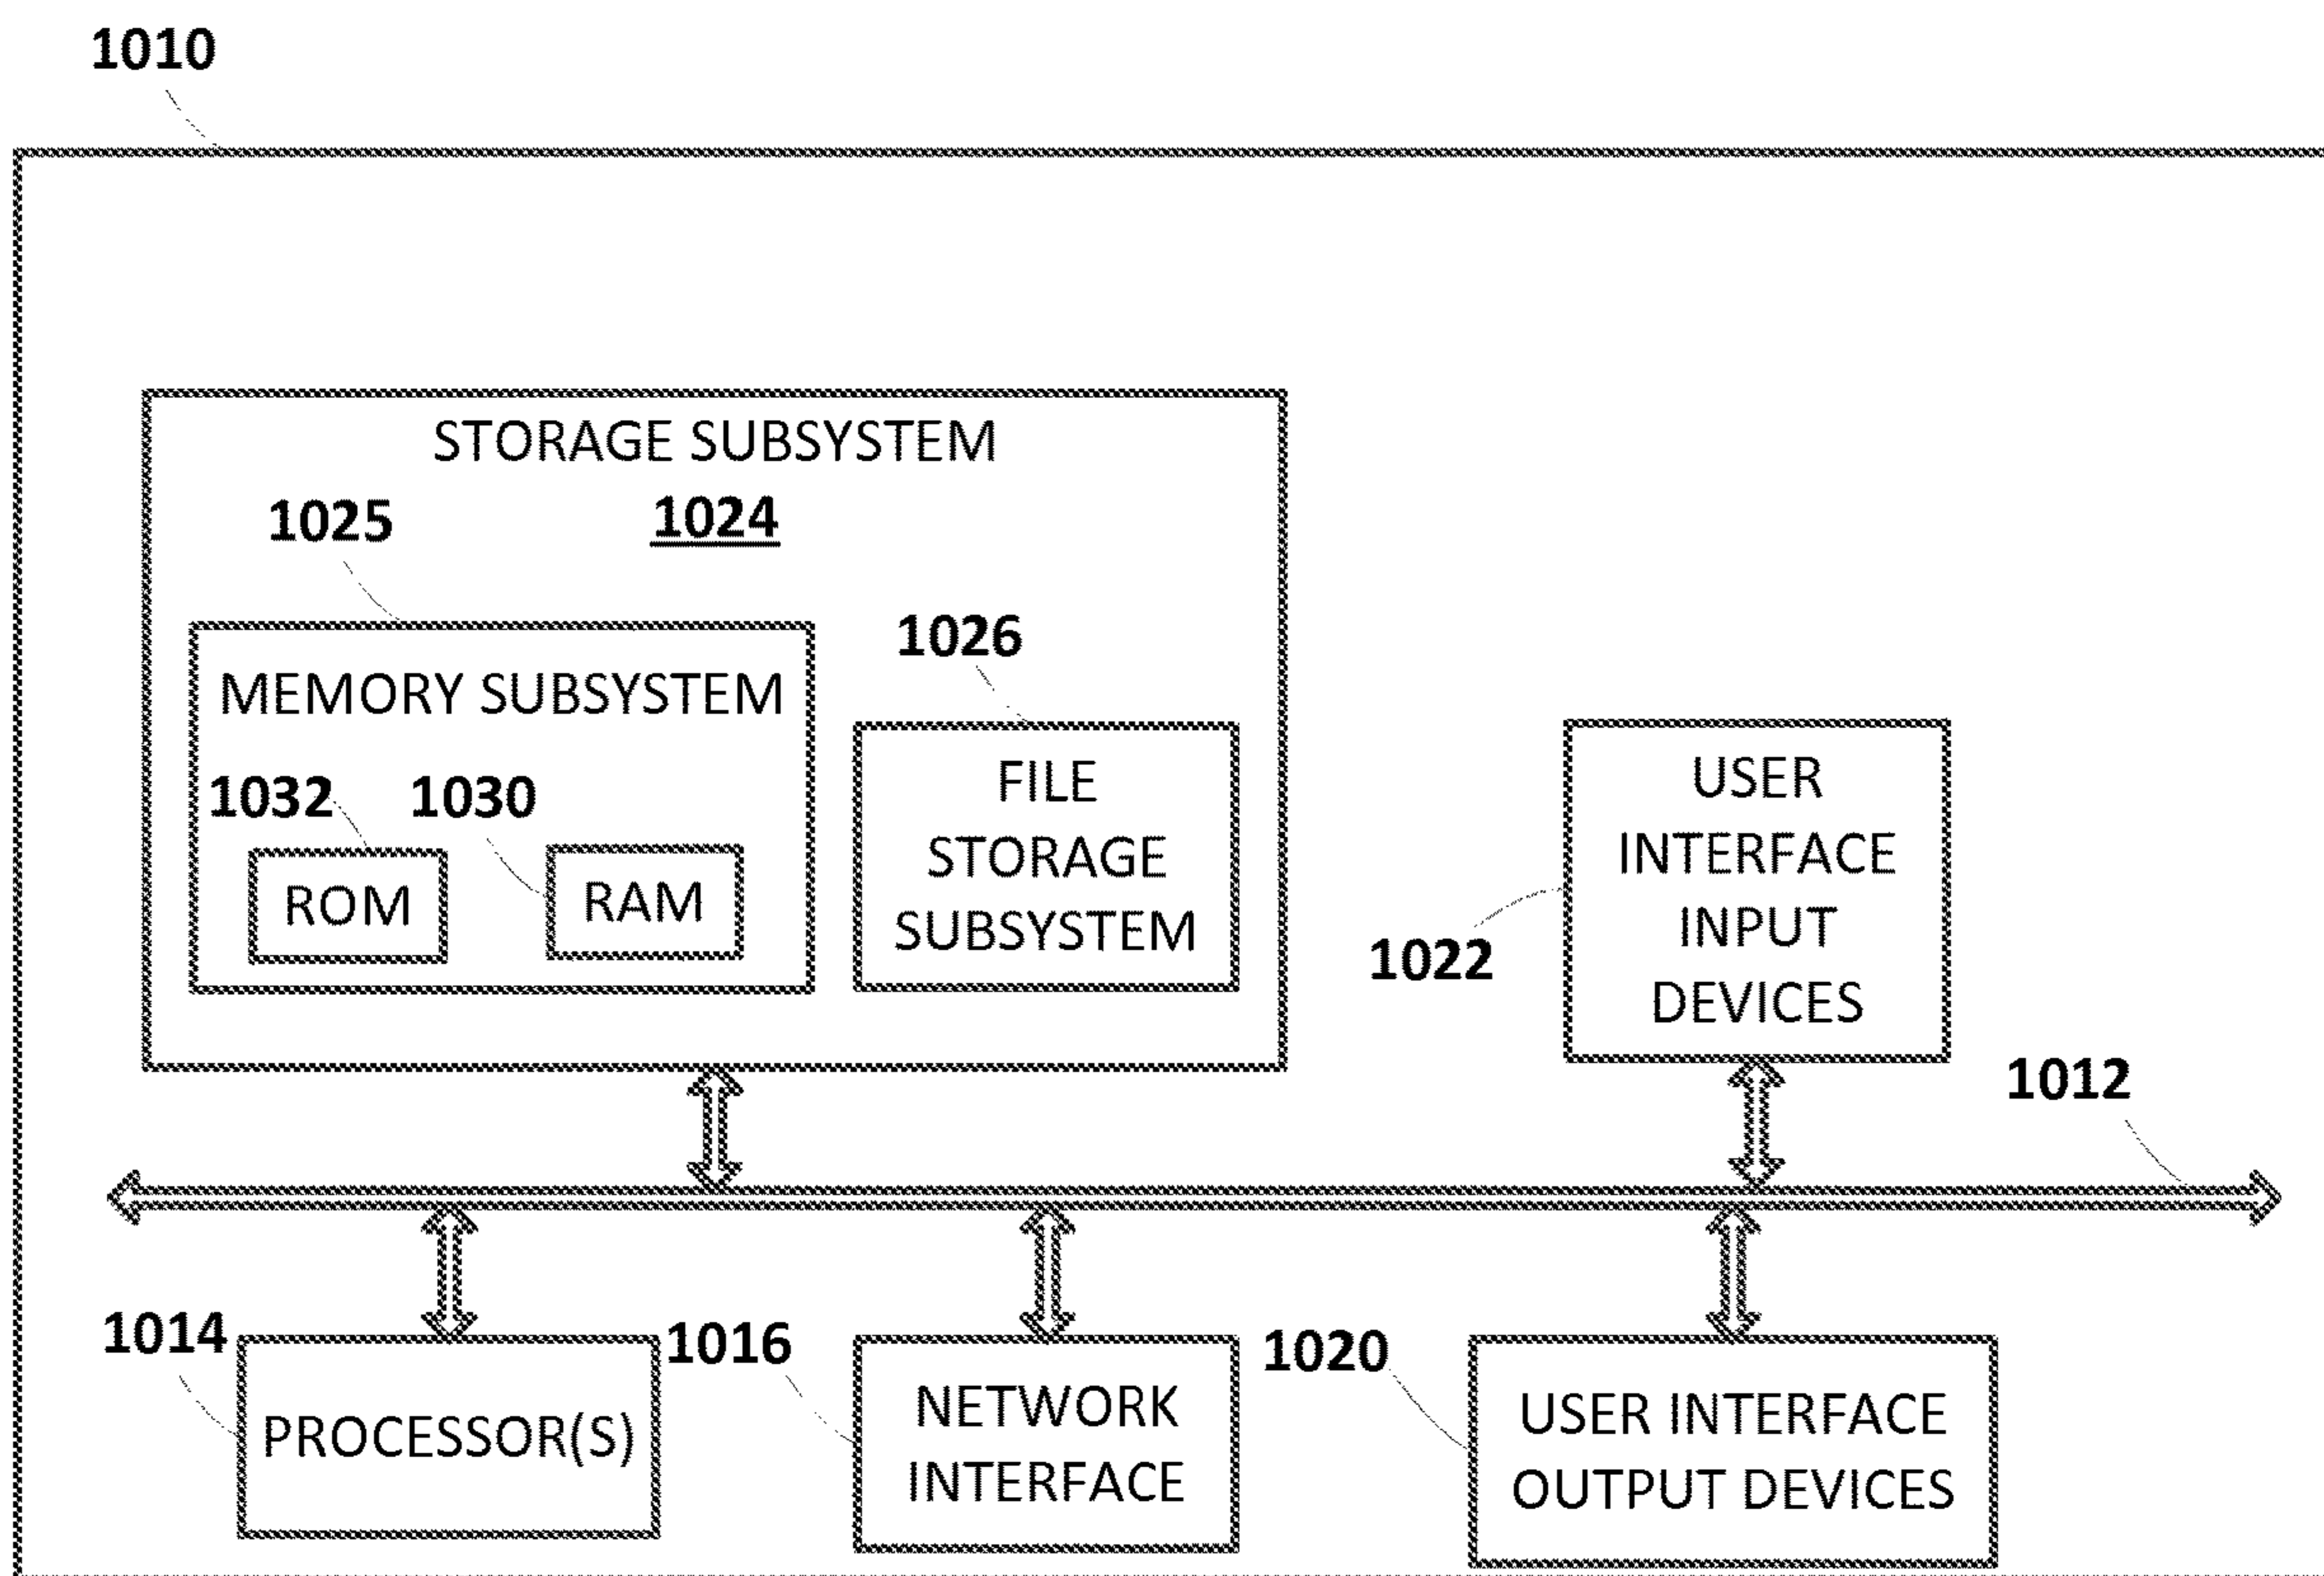 1010
STORAGE SUBSYSTEM
1025
1024
1026
MEMORY SUBSYSTEM
1032
1030
ROM
RAM
FILE
STORAGE
SUBSYSTEM
USER
INTERFACE
INPUT
DEVICES
1022
1012
1014
PROCESSOR(S)
1016
NETWORK
INTERFACE
1020
USER INTERFACE
OUTPUT DEVICES